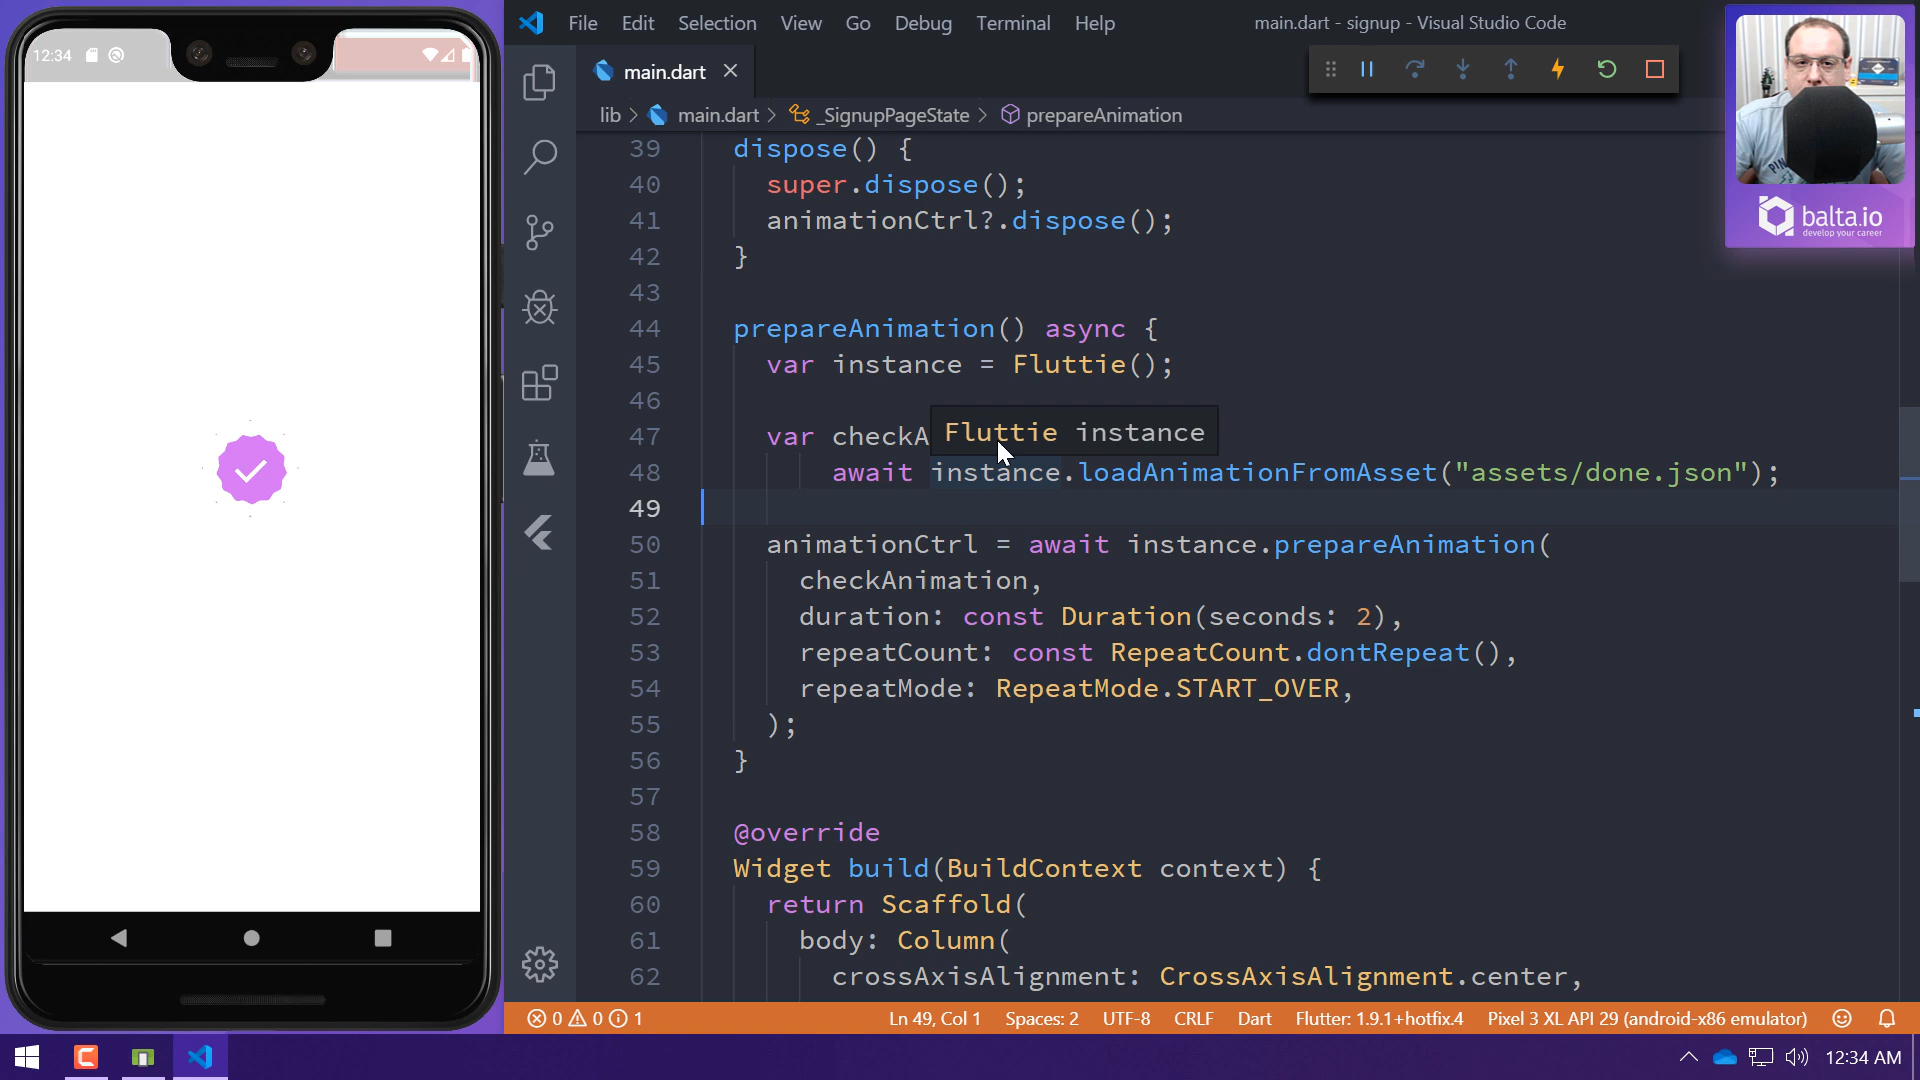 12:34
File Edit Selection View Go Debug Terminal Help
main.dart - signup - Visual Studio Code
main.dart
lib > main.dart > _SignupPageState > prepareAnimation
39 dispose() {
40 super.dispose();
41 animationCtrl?.dispose();
42 }
43
44 prepareAnimation() async {
45 var instance = Fluttie();
46
Fluttie instance
47 var checkA
48 await instance.loadAnimationFromAsset("assets/done.json");
49
50 animationCtrl = await instance.prepareAnimation(
51 checkAnimation,
52 duration: const Duration(seconds: 2),
53 repeatCount: const RepeatCount.dontRepeat(),
54 repeatMode: RepeatMode.START_OVER,
55 );
56 }
57
58 @override
59 Widget build(BuildContext context) {
60 return Scaffold(
61 body: Column(
62 crossAxisAlignment: CrossAxisAlignment.center,
balta.io
develop your career
0 0 1 Ln 49, Col 1 Spaces: 2 UTF-8 CRLF Dart Flutter: 1.9.1+hotfix.4 Pixel 3 XL API 29 (android-x86 emulator)
12:34 AM